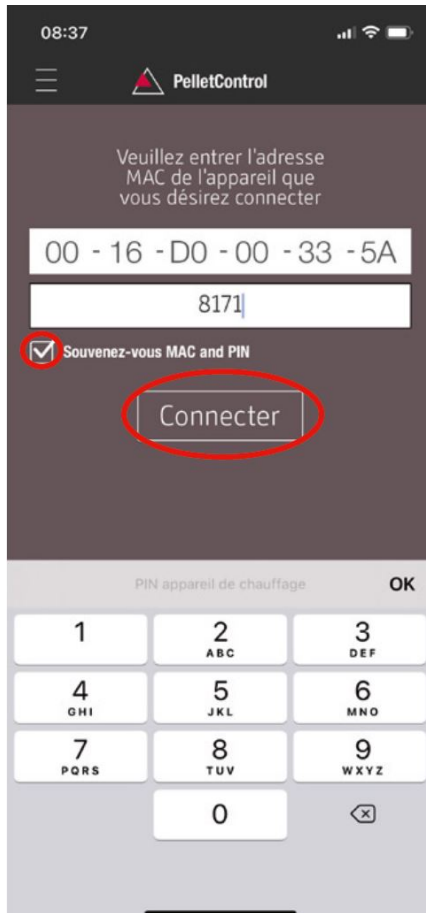 08:37
PelletControl
Veuillez entrer l'adresse
MAC de l'appareil que
vous désirez connecter
00 - 16 - D0 - 00 - 33 - 5A
8171
Souvenez-vous MAC and PIN
Connecter
PIN appareil de chauffage
OK
1
2
ABC
3
DEF
4
GHI
5
JKL
6
MNO
7
PQRS
8
TUV
9
WXYZ
0